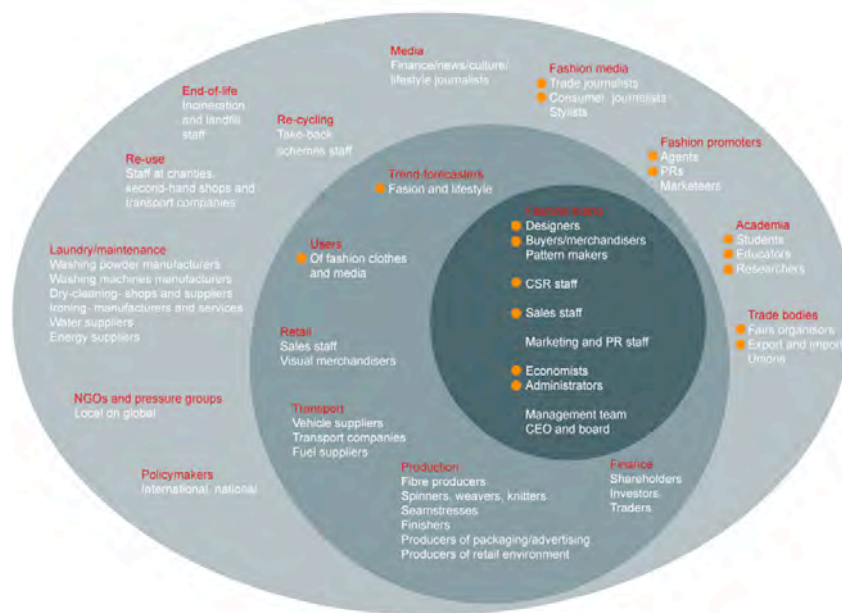 Media
Finance/news/culture/
lifestyle journalists
Fashion media
Trade journalists
Consumer journalists
Stylists
End-of-life
Incineration
and landfill
staff
Re-cycling
Take-back
schemes staff
Fashion promoters
Agents
PRs
Marketeers
Re-use
Staff at charities,
second-hand shops and
transport companies
Trend-forecasters
Fasion and lifestyle
Designers
Buyers/merchandisers
Pattern makers
CSR staff
Sales staff
Marketing and PR staff
Economists
Administrators
Management team
CEO and board
Academia
Students
Educators
Researchers
Users
Of fashion clothes
and media
Laundry/maintenance
Washing powder manufacturers
Washing machines manufacturers
Dry-cleaning- shops and suppliers
Ironing- manufacturers and services
Water suppliers
Energy suppliers
Trade bodies
Fairs organisors
Export and import
Unions
Retail
Sales staff
Visual merchandisers
NGOs and pressure groups
Local on global
Transport
Vehicle suppliers
Transport companies
Fuel suppliers
Policymakers
International, national
Production
Fibre producers
Spinners, weavers, knitters
Seamstresses
Finishers
Producers of packaging/advertising
Producers of retail environment
Finance
Shareholders
Investors
Traders